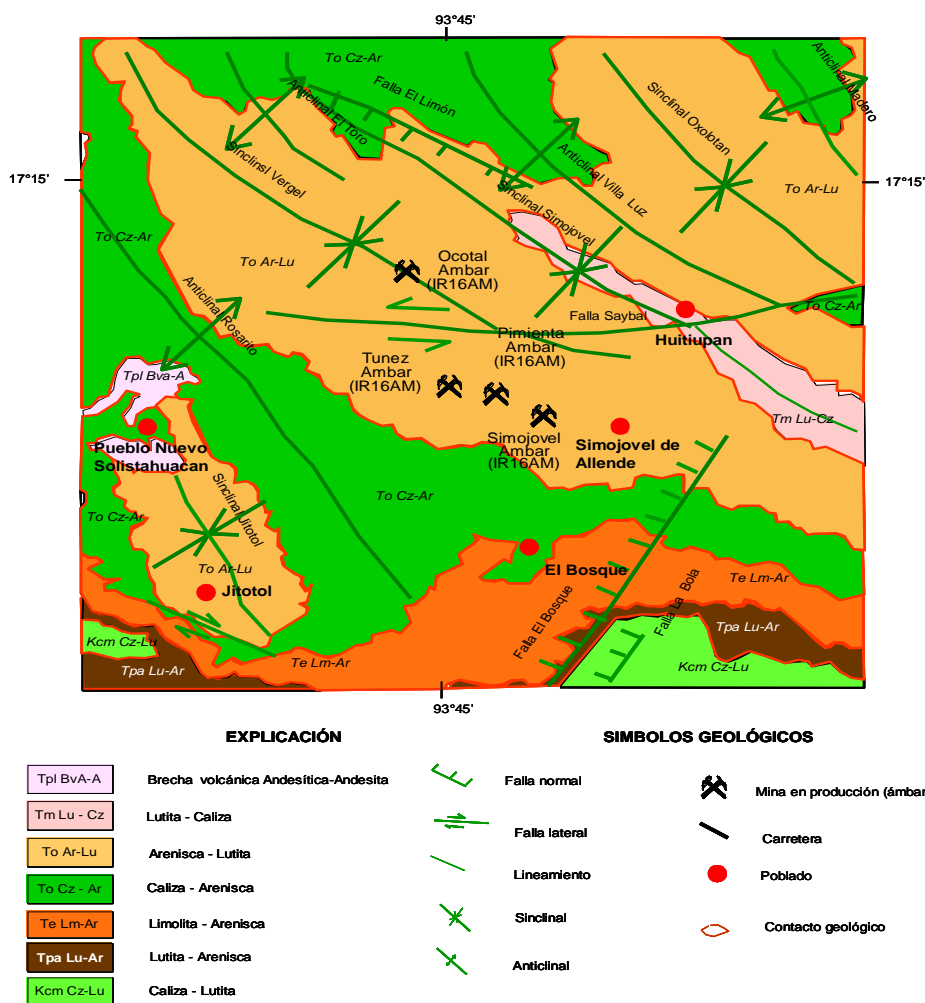 93°45'
To Cz-Ar
Anticlinal Madero
Falla El Limón
Anticlinal El Toro
Sinclinal Oxolotan
Sinclinsl Vergel
Anticlinal Villa Luz
17°15'
17°15'
To Ar-Lu
Sinclinal Simojovel
To Cz-Ar
To Ar-Lu
Ocotal
Ambar
(IR16AM)
Anticlinal Rosarito
To Cz-Ar
Falla Saybal
Huitiupan
Pimienta
Ambar
(IR16AM)
Tunez
Ambar
(IR16AM)
Tpl Bva-A
Tm Lu-Cz
Simojovel
Ambar
(IR16AM)
Simojovel de
Allende
Pueblo Nuevo
Solistahuacan
Sinclinal Jitotol
To Cz-Ar
To Cz-Ar
To Ar-Lu
El Bosque
Jitotol
Te Lm-Ar
Falla El Bosque
Falla La Bola
Tpa Lu-Ar
Kcm Cz-Lu
Te Lm-Ar
Tpa Lu-Ar
Kcm Cz-Lu
93°45'
EXPLICACIÓN
Tpl BvA-A
Brecha volcánica Andesítica-Andesita
Tm Lu - Cz
Lutita - Caliza
To Ar-Lu
Arenisca - Lutita
To Cz - Ar
Caliza - Arenisca
Te Lm-Ar
Limolita - Arenisca
Tpa Lu-Ar
Lutita - Arenisca
Kcm Cz-Lu
Caliza - Lutita
SIMBOLOS GEOLÓGICOS
Falla normal
Falla lateral
Lineamiento
Sinclinal
Anticlinal
Mina en producción (ámbar
Carretera
Poblado
Contacto geológico